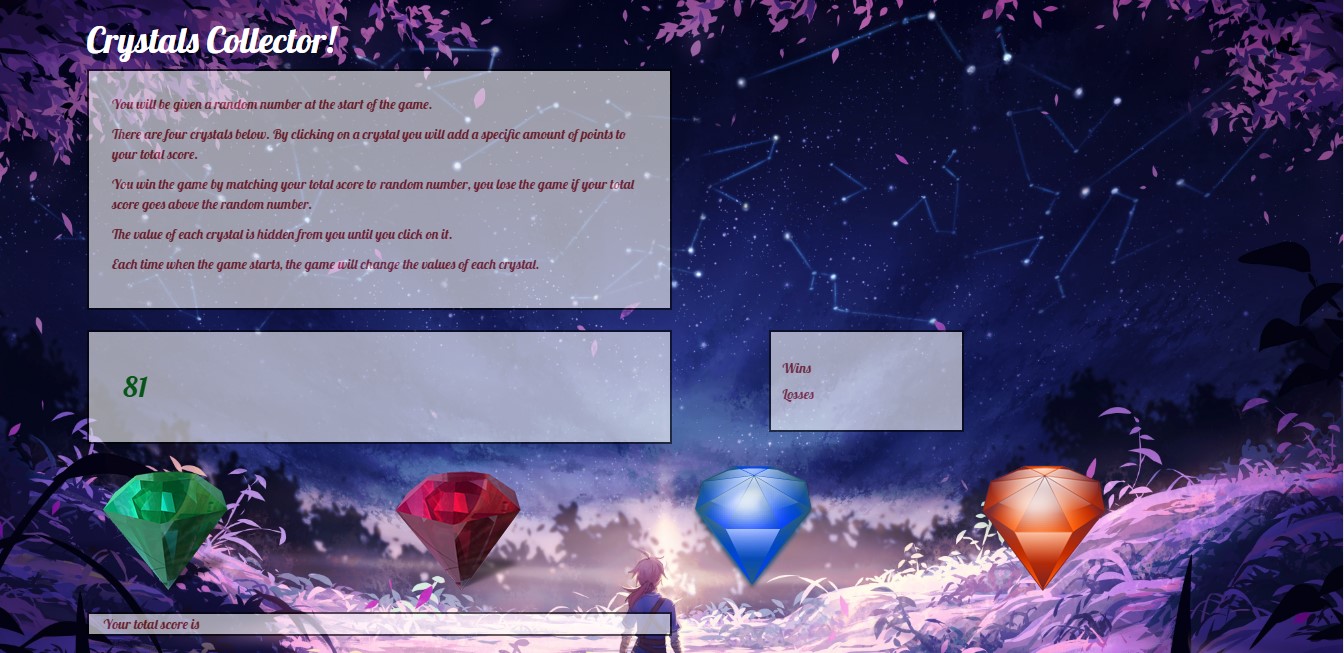 Crystals Collector!
You will be given a random number at the start of the game.
There are four crystals below. By clicking on a crystal you will add a specific amount of points to
your total score.
You win the game by matching your total score to random number, you lose the game if your total
score goes above the random number.
The value of each crystal is hidden from you until you click on it.
Each time when the game starts, the game will change the values of each crystal.
81
Wins
Losses
Your total score is